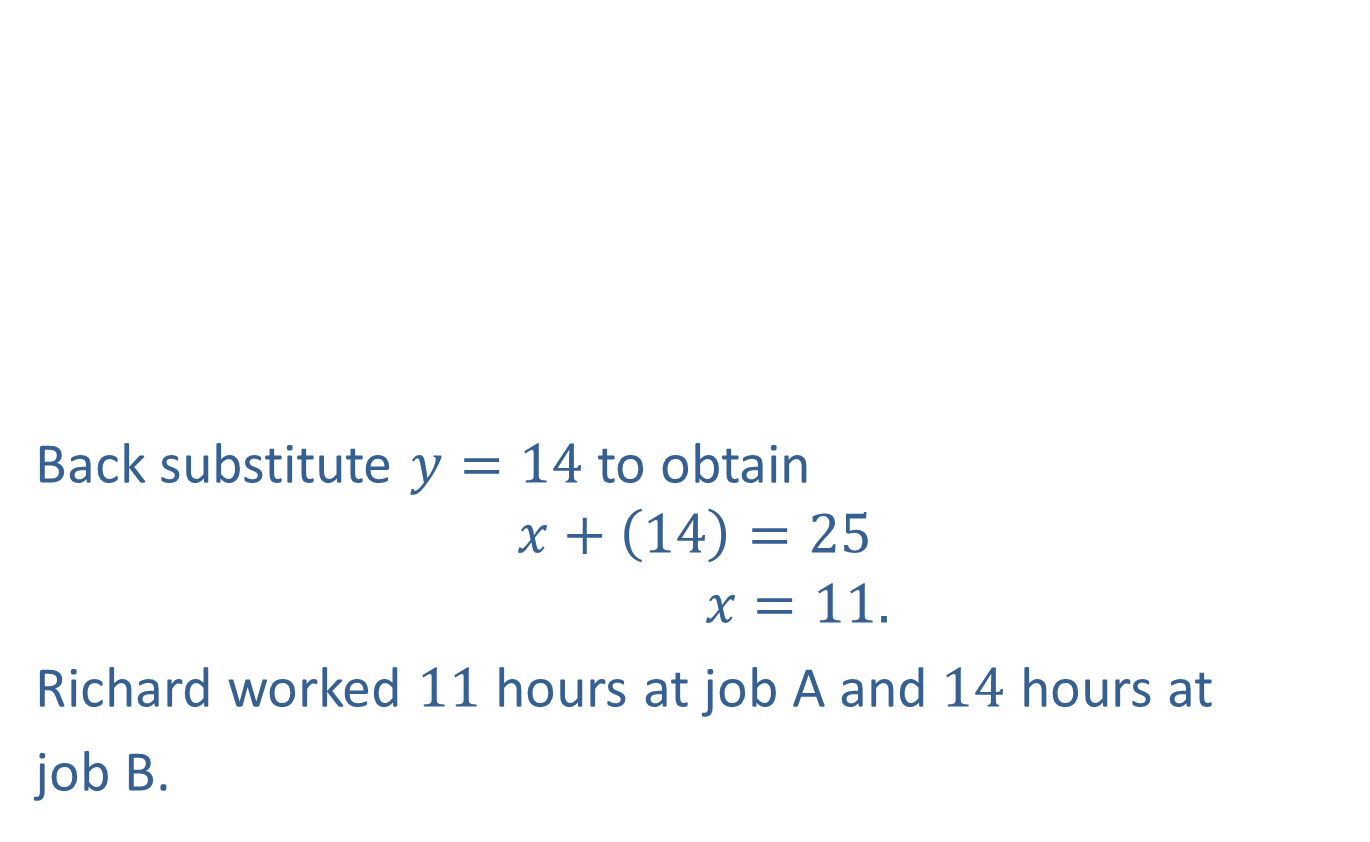 Back substitute y = 14 to obtain
x + (14) = 25
x = 11.
Richard worked 11 hours at job A and 14 hours at
job B.